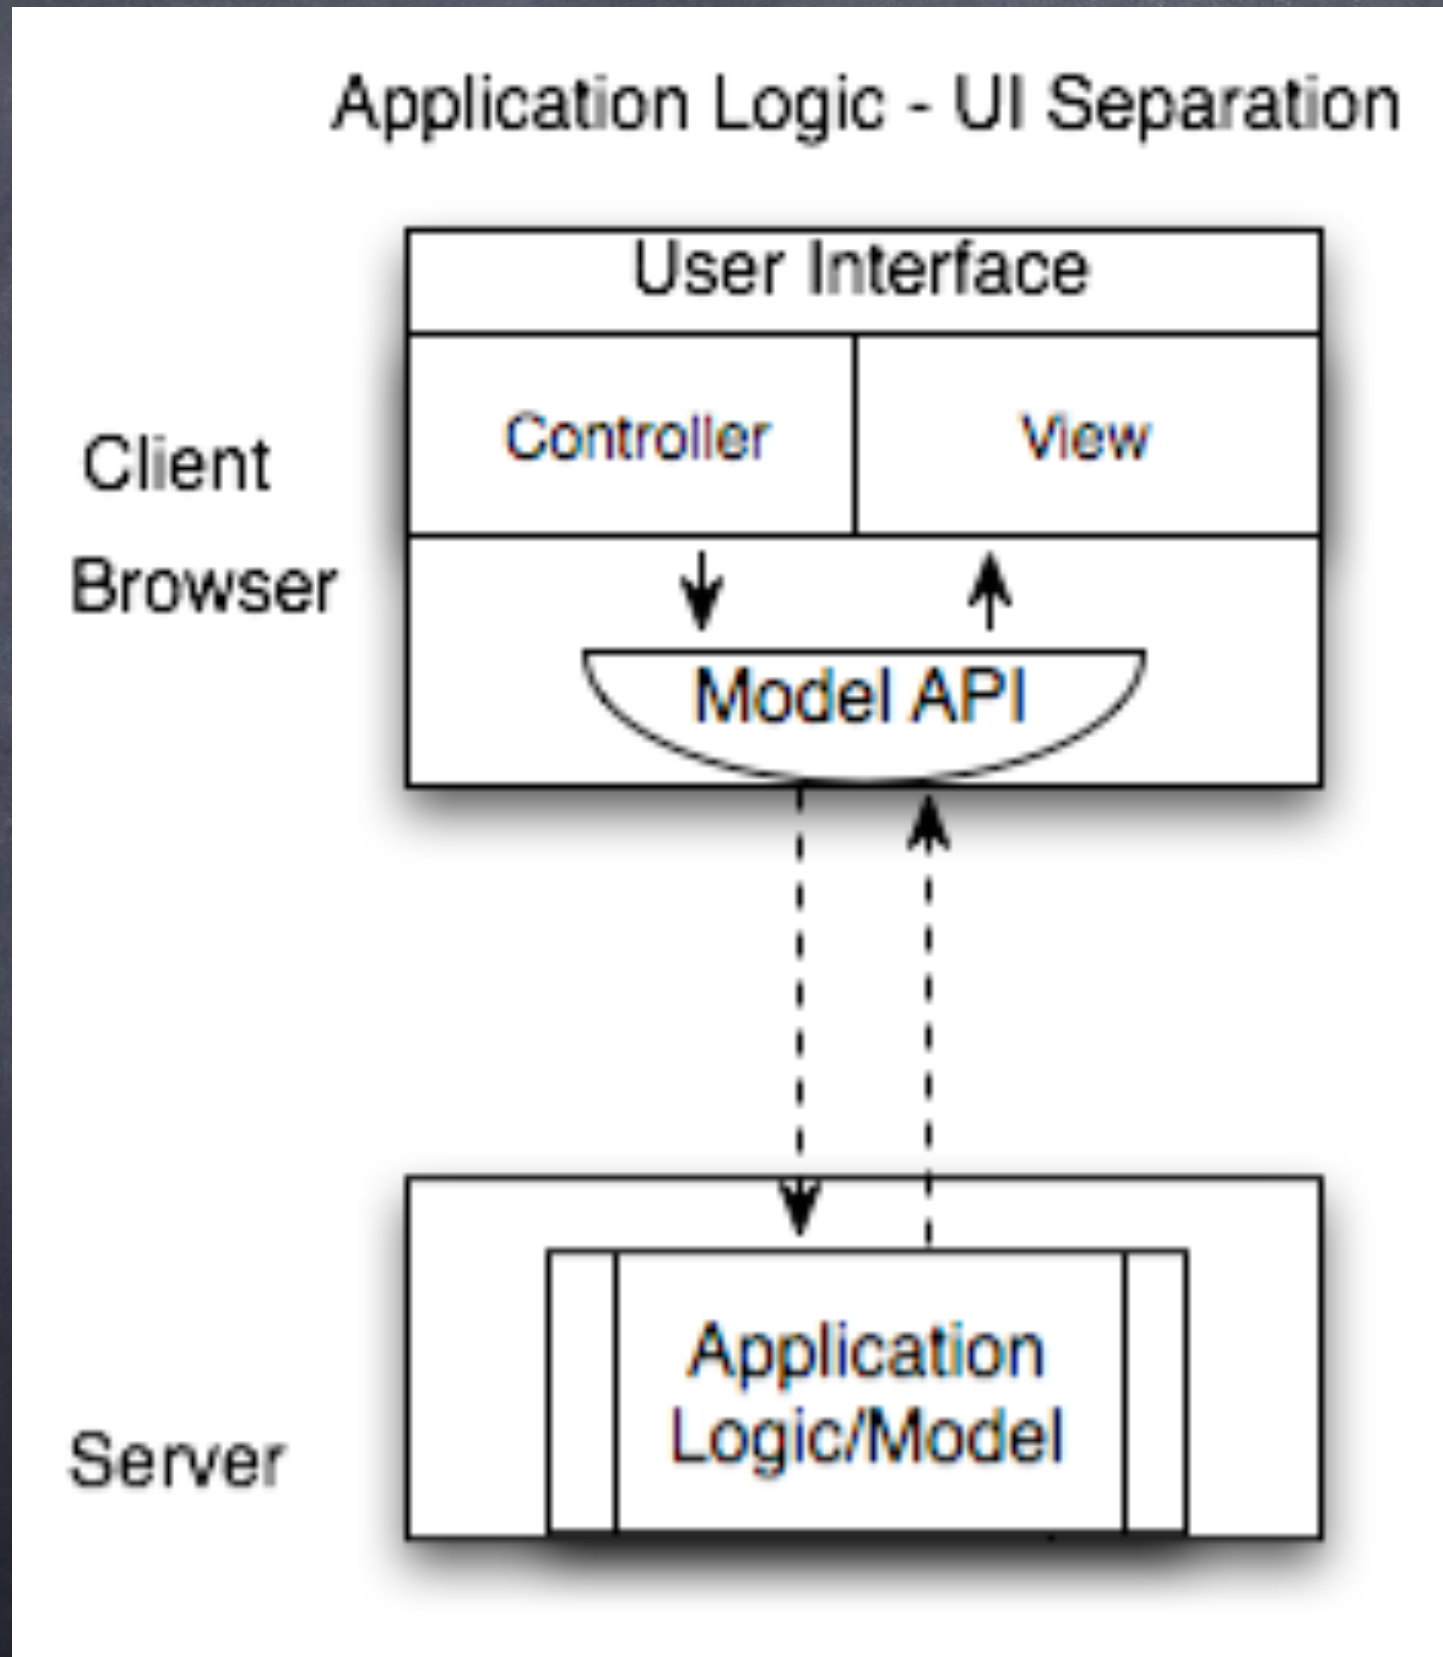 Application Logic - UI Separation
User Interface
Controller
View
Client
Browser
Model API
Application
Logic/Model
Server